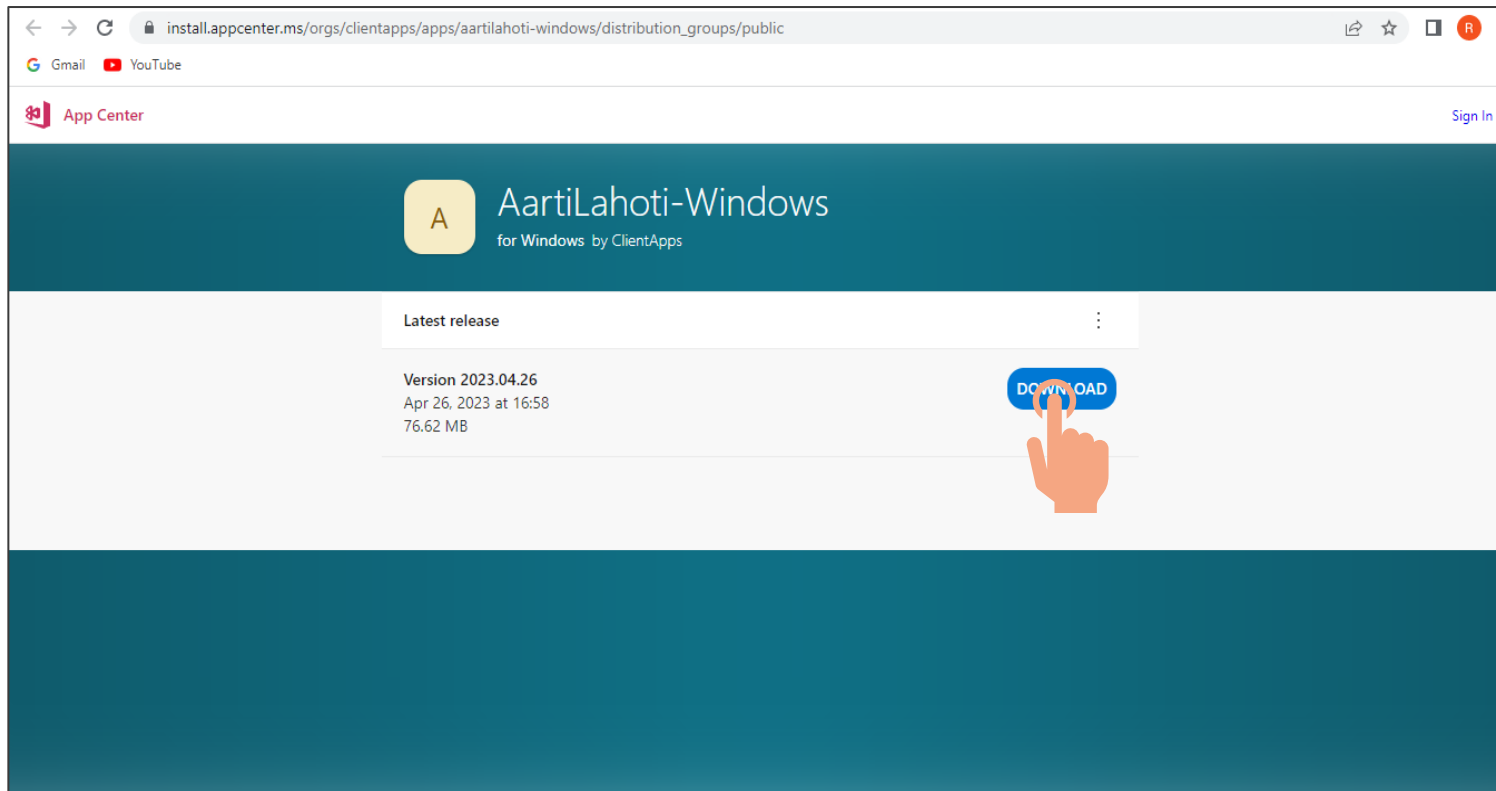 install.appcenter.ms/orgs/clientapps/apps/aartilahoti-windows/distribution_groups/public
R
G Gmail YouTube
App Center
Sign In
A
AartiLahoti-Windows
for Windows by ClientApps
Latest release
Version 2023.04.26
Apr 26, 2023 at 16:58
76.62 MB
DOWNLOAD